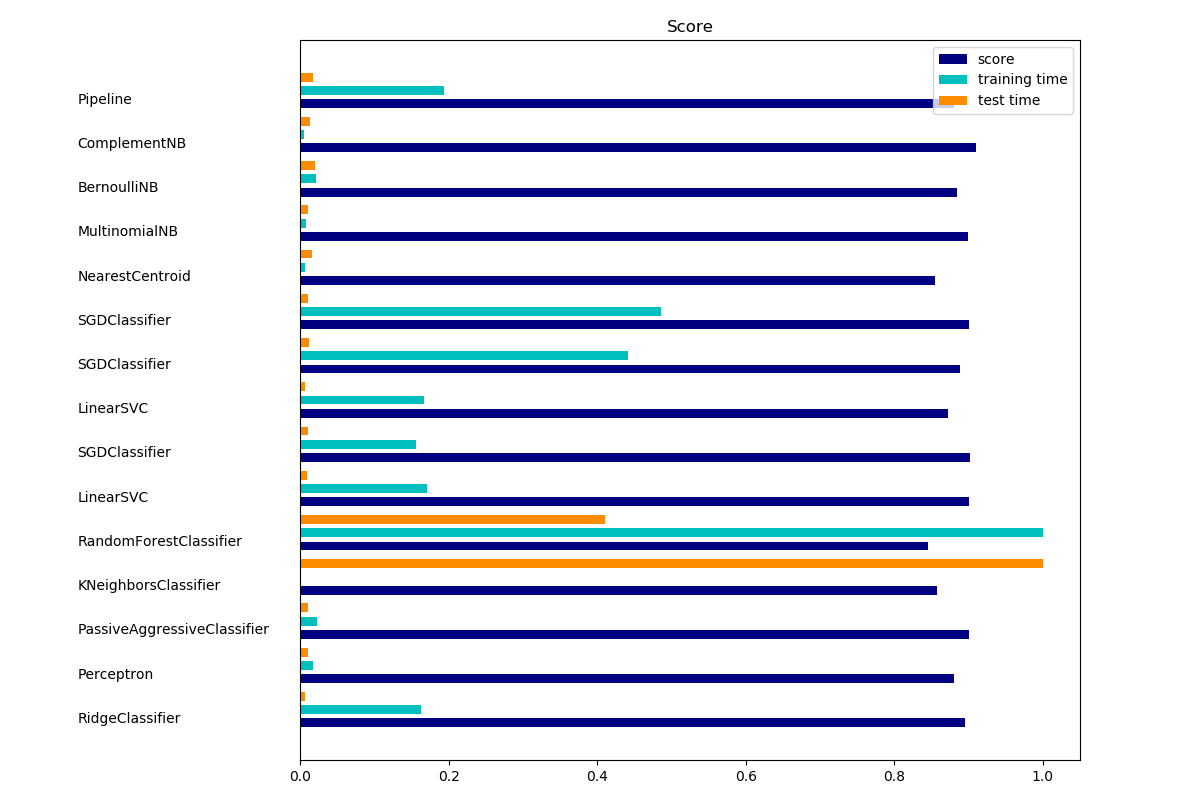 Score
score
training time
test time
Pipeline
ComplementNB
BernoulliNB
MultinomialNB
NearestCentroid
SGDClassifier
SGDClassifier
LinearSVC
SGDClassifier
LinearSVC
RandomForestClassifier
KNeighborsClassifier
PassiveAggressiveClassifier
Perceptron
RidgeClassifier
0.0 0.2 0.4 0.6 0.8 1.0